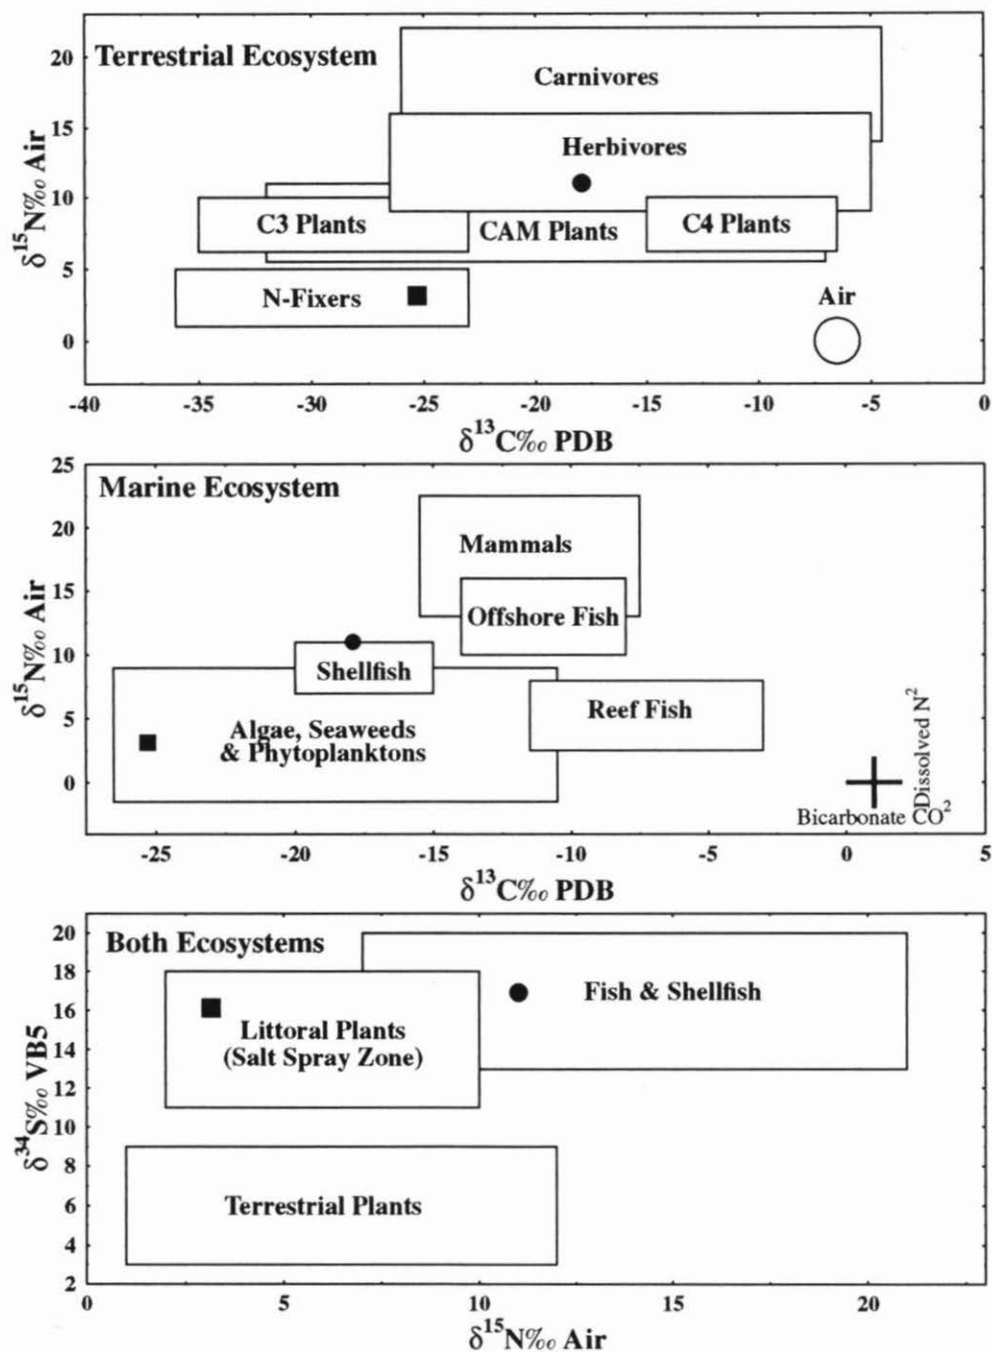 Terrestrial Ecosystem
Carnivores
Herbivores
C3 Plants
CAM Plants
C4 Plants
N-Fixers
Air
20
15
10
5
0
δ¹⁵N‰ Air
-40 -35 -30 -25 -20 -15 -10 -5 0
δ¹³C‰ PDB
Marine Ecosystem
Mammals
Offshore Fish
Shellfish
Reef Fish
Algae, Seaweeds
& Phytoplanktons
Dissolved N²
Bicarbonate CO²
25
20
15
10
5
0
δ¹⁵N‰ Air
-25 -20 -15 -10 -5 0 5
δ¹³C‰ PDB
Both Ecosystems
Fish & Shellfish
Littoral Plants
(Salt Spray Zone)
Terrestrial Plants
20
18
16
14
12
10
8
6
4
2
δ³⁴S‰ VB5
0 5 10 15 20
δ¹⁵N‰ Air